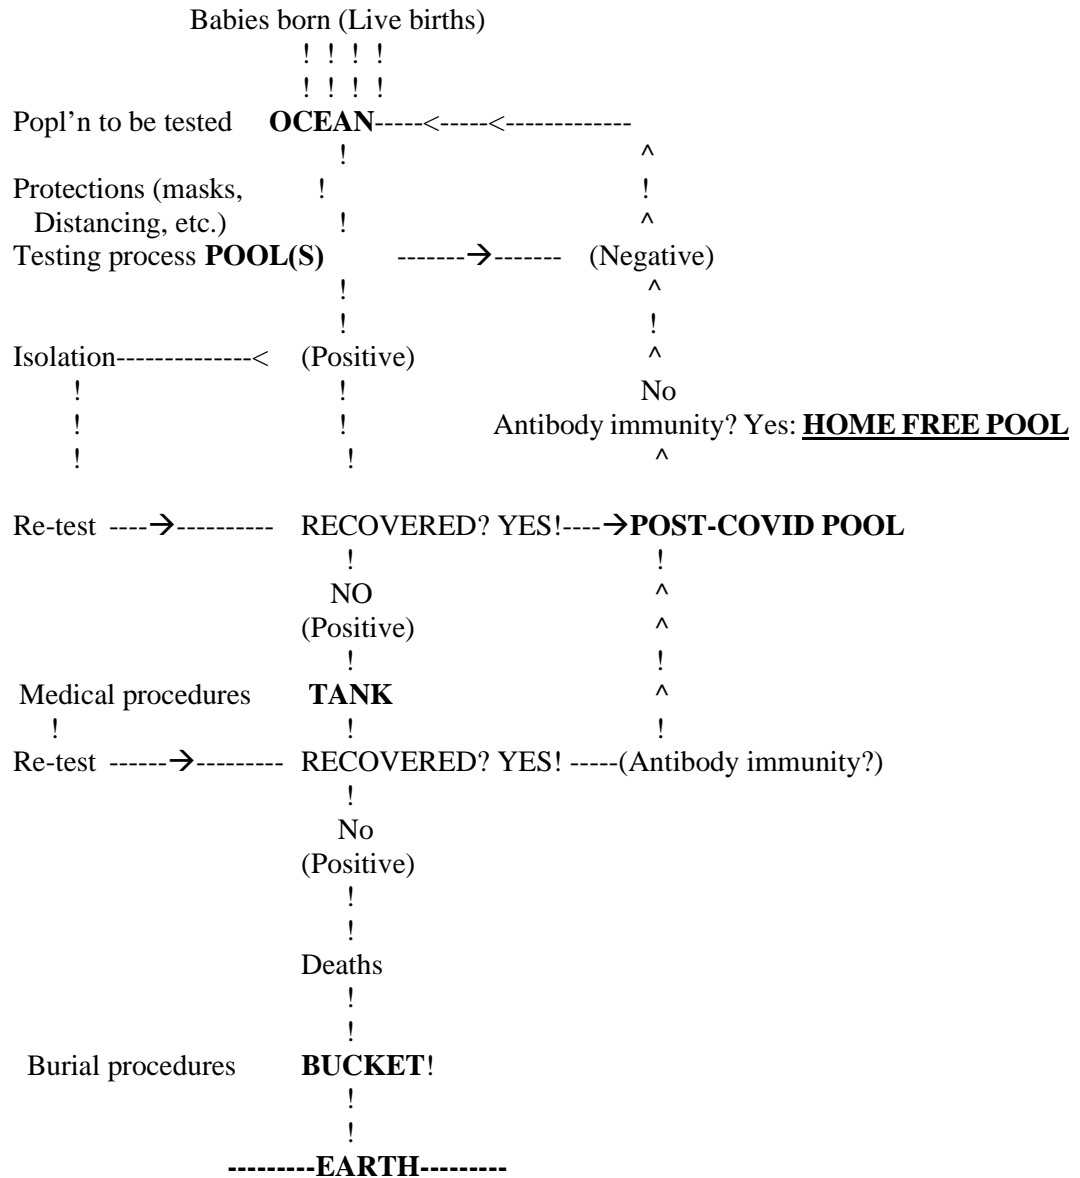 Babies born (Live births)
! ! ! !
! ! ! !
Popl’n to be tested OCEAN-----<-----<-------------
! ^
Protections (masks, ! !
Distancing, etc.) ! ^
Testing process POOL(S) -------→------- (Negative)
! ^
! !
Isolation--------------< (Positive) ^
! ! No
! ! Antibody immunity? Yes: HOME FREE POOL
! ! ^
Re-test ----→---------- RECOVERED? YES!----→POST-COVID POOL
! !
NO ^
(Positive) ^
! !
Medical procedures TANK ^
! ! !
Re-test ------→--------- RECOVERED? YES! -----(Antibody immunity?)
!
No
(Positive)
!
!
Deaths
!
!
Burial procedures BUCKET!
!
!
---------EARTH---------